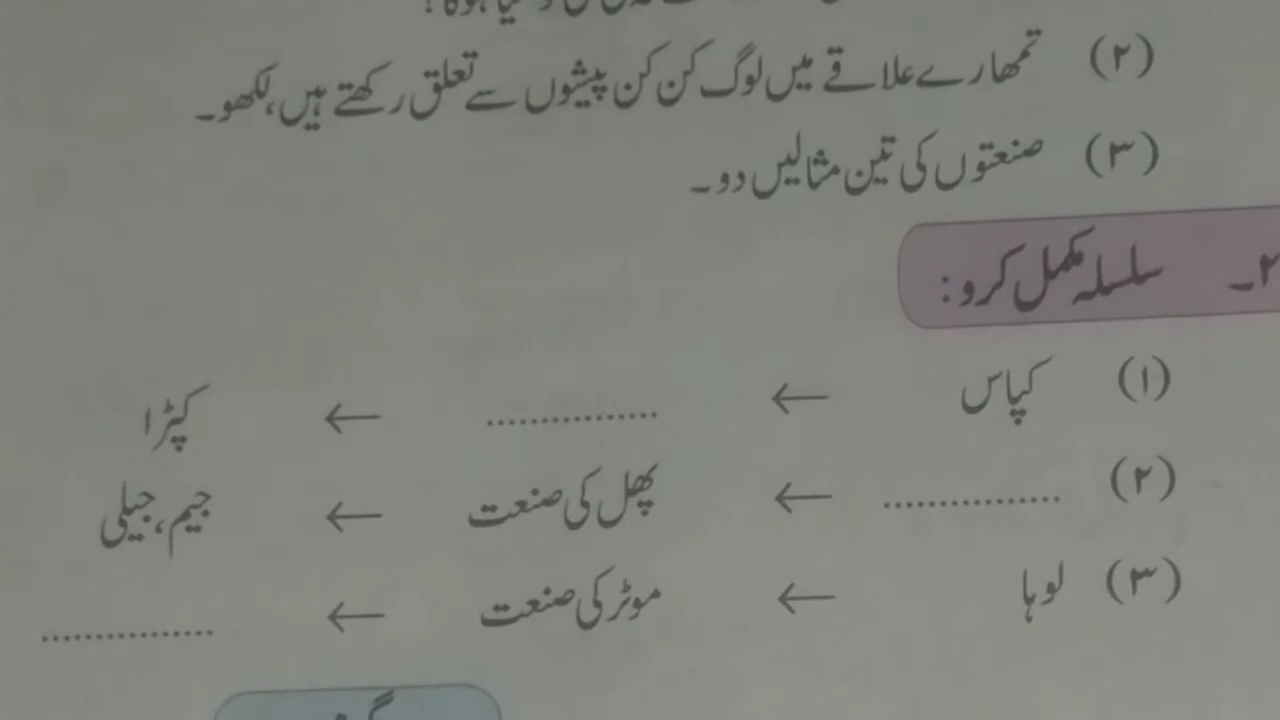 (۲) تمھارے علاقے میں لوگ کن کن پیشوں سے تعلق رکھتے ہیں، لکھو۔
(۳) صنعتوں کی تین مثالیں دو۔
۲۔ سلسلہ مکمل کرو:
(۱) کپاس ← .................. ← کپڑا
(۲) .................. ← پھل کی صنعت ← جیم، جیلی
(۳) لوہا ← موٹر کی صنعت ← ..................